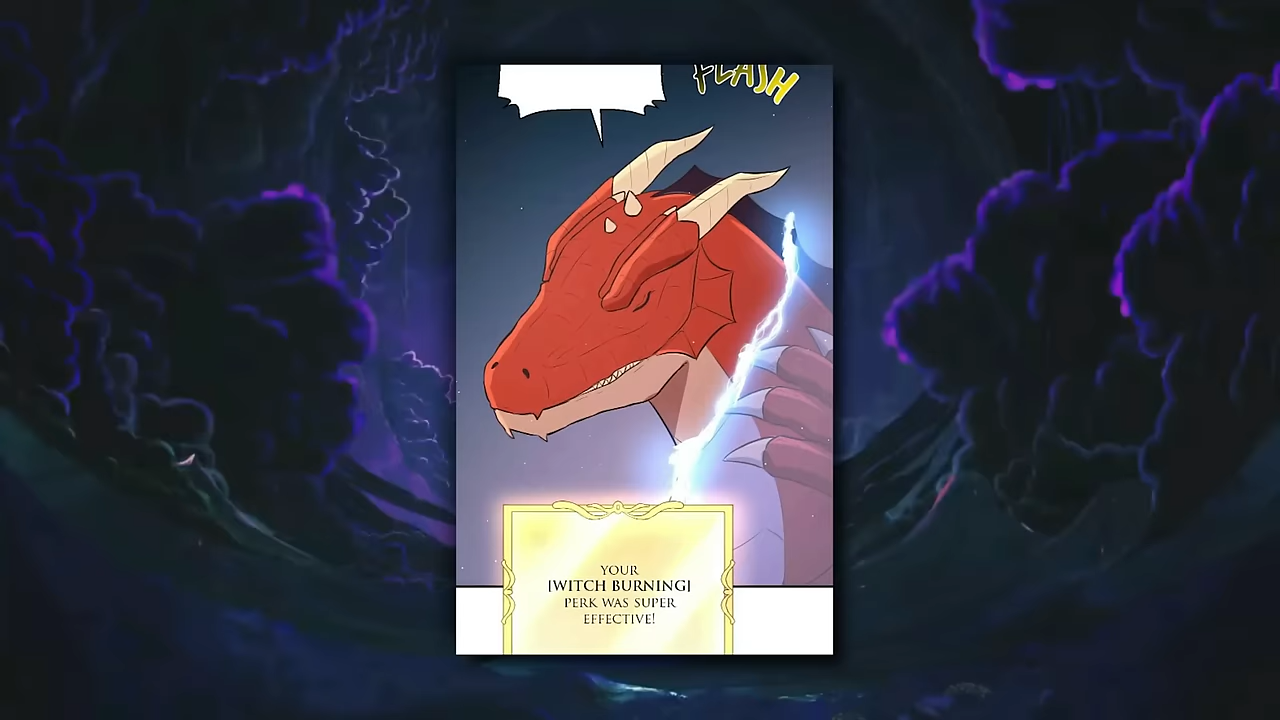 FLASH
YOUR
[WITCH BURNING]
PERK WAS SUPER
EFFECTIVE!